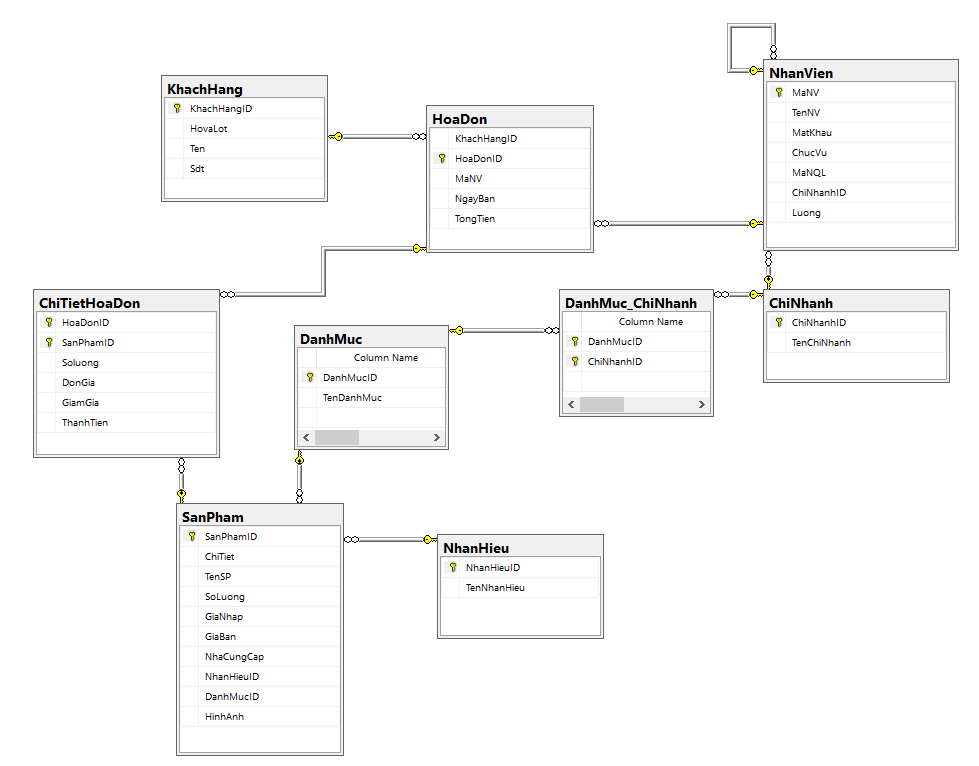 KhachHang
KhachHangID
HovaLot
Ten
Sdt
HoaDon
KhachHangID
HoaDonID
MaNV
NgayBan
TongTien
NhanVien
MaNV
TenNV
MatKhau
ChucVu
MaNQL
ChiNhanhID
Luong
ChiTietHoaDon
HoaDonID
SanPhamID
Soluong
DonGia
GiamGia
ThanhTien
DanhMuc
Column Name
DanhMucID
TenDanhMuc
DanhMuc_ChiNhanh
Column Name
DanhMucID
ChiNhanhID
ChiNhanh
ChiNhanhID
TenChiNhanh
SanPham
SanPhamID
ChiTiet
TenSP
SoLuong
GiaNhap
GiaBan
NhaCungCap
NhanHieuID
DanhMucID
HinhAnh
NhanHieu
NhanHieuID
TenNhanHieu